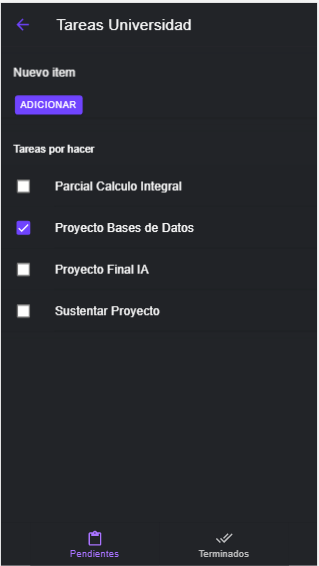 Tareas Universidad
Nuevo item
ADICIONAR
Tareas por hacer
Parcial Calculo Integral
Proyecto Bases de Datos
Proyecto Final IA
Sustentar Proyecto
Pendientes
Terminados